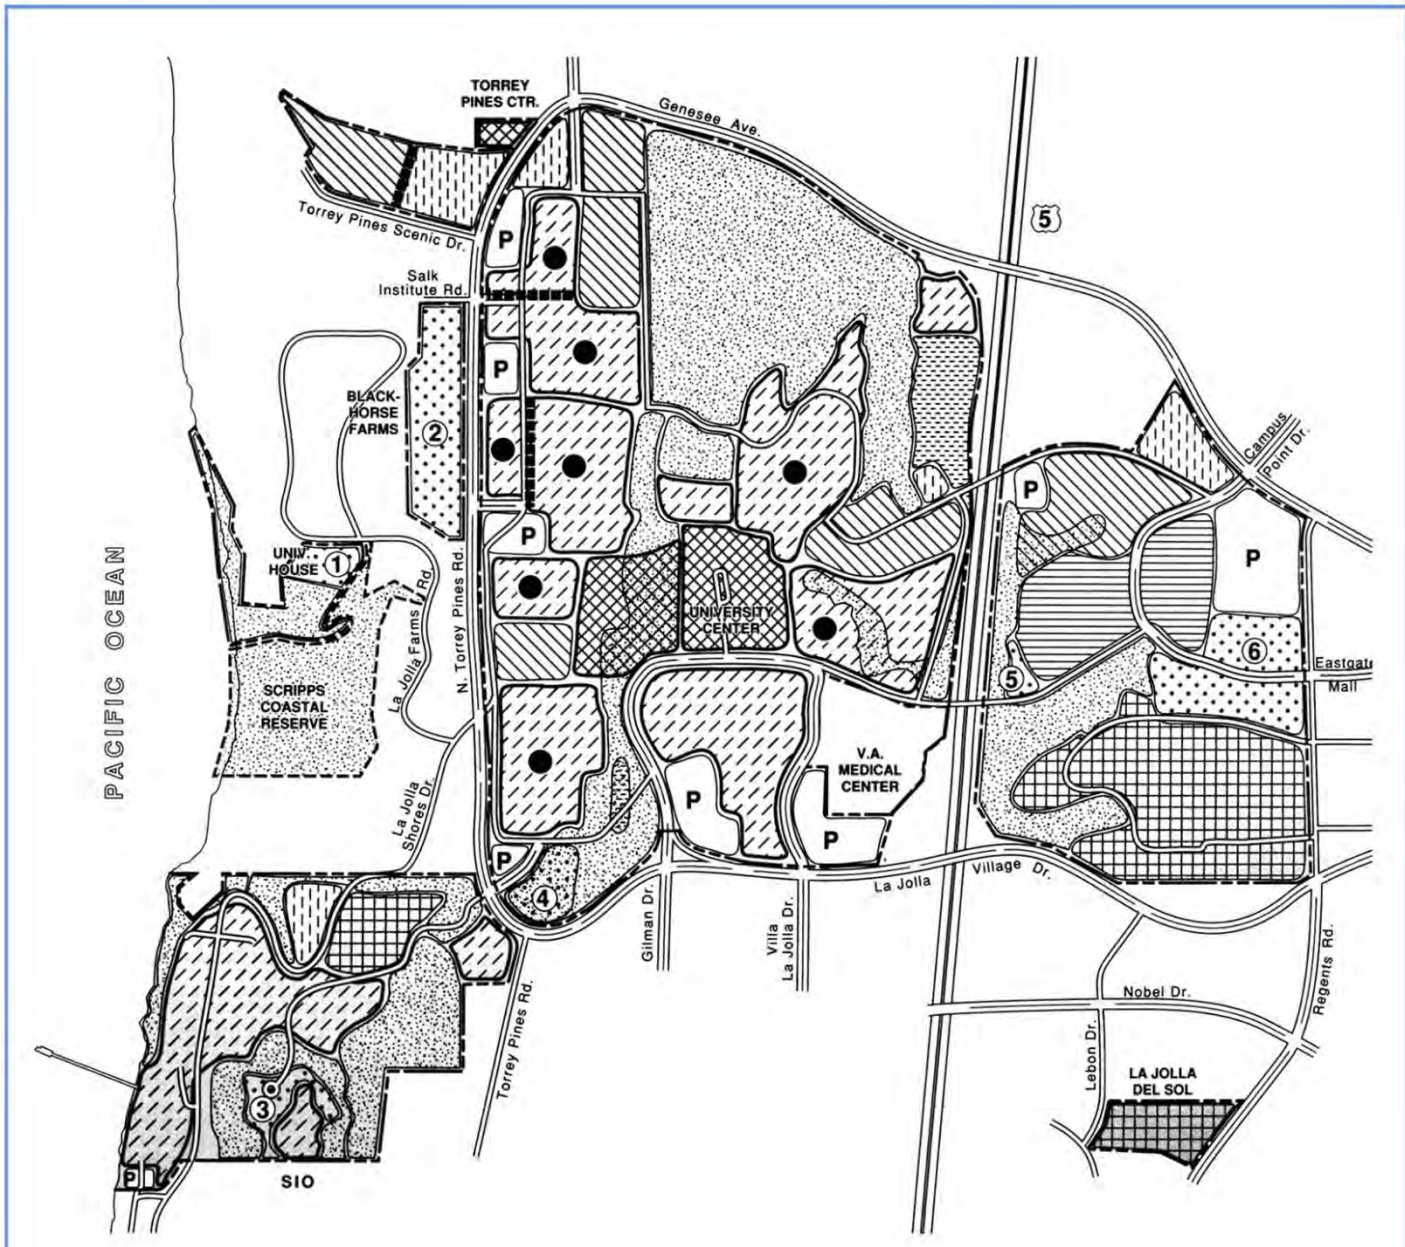 TORREY
PINES CTR.
Genesee Ave.
5
Torrey Pines Scenic Dr.
P
Salk
Institute Rd.
P
BLACK-
HORSE
FARMS
2
Campus
Point Dr.
P
P
P
UNIV.
HOUSE
1
PACIFIC OCEAN
La Jolla Farms Rd.
N. Torrey Pines Rd.
UNIVERSITY
CENTER
6
5
Eastgat
Mall
SCRIPPS
COASTAL
RESERVE
V.A.
MEDICAL
CENTER
La Jolla
Shores Dr.
P
P
P
4
La Jolla Village Dr.
Gilman Dr.
Villa
La Jolla Dr.
Regents Rd.
Nobel Dr.
Torrey Pines Rd.
Lebon Dr.
LA JOLLA
DEL SOL
3
P
SIO